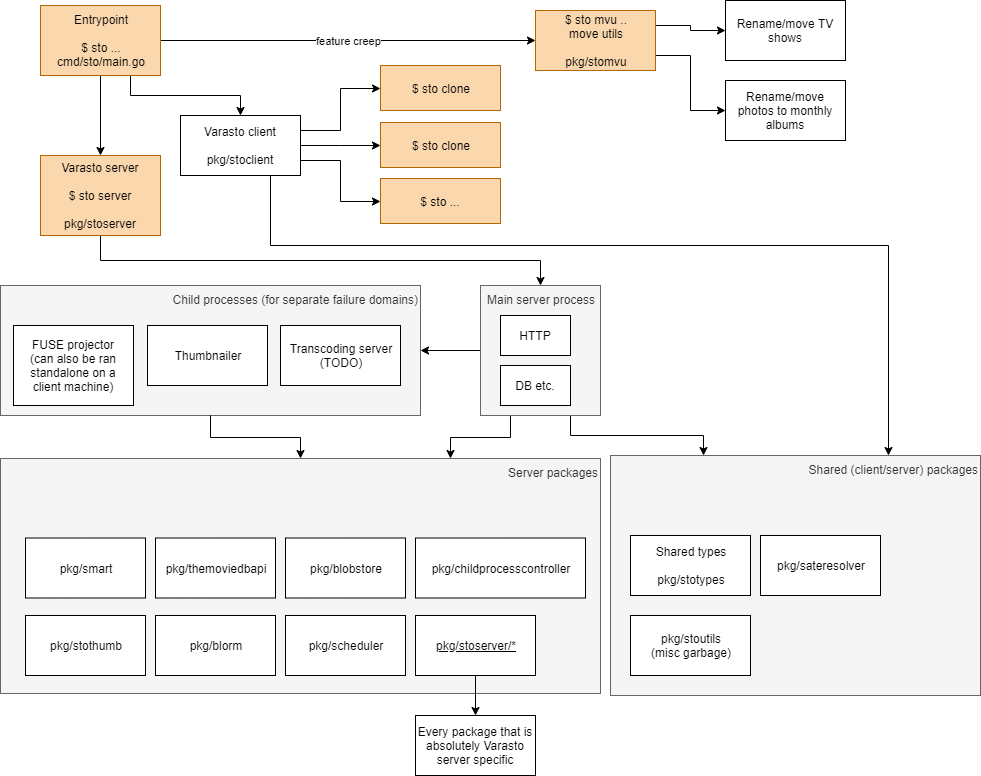 Entrypoint
$ sto ...
cmd/sto/main.go
feature creep
$ sto mvu ..
move utils
pkg/stomvu
Rename/move TV
shows
Rename/move
photos to monthly
albums
Varasto client
pkg/stoclient
$ sto clone
$ sto clone
$ sto ...
Varasto server
$ sto server
pkg/stoserver
Child processes (for separate failure domains)
FUSE projector
(can also be ran
standalone on a
client machine)
Thumbnailer
Transcoding server
(TODO)
Main server process
HTTP
DB etc.
Server packages
pkg/smart
pkg/themoviedbapi
pkg/blobstore
pkg/childprocesscontroller
pkg/stothumb
pkg/blorm
pkg/scheduler
pkg/stoserver/*
Every package that is
absolutely Varasto
server specific
Shared (client/server) packages
Shared types
pkg/stotypes
pkg/sateresolver
pkg/stoutils
(misc garbage)